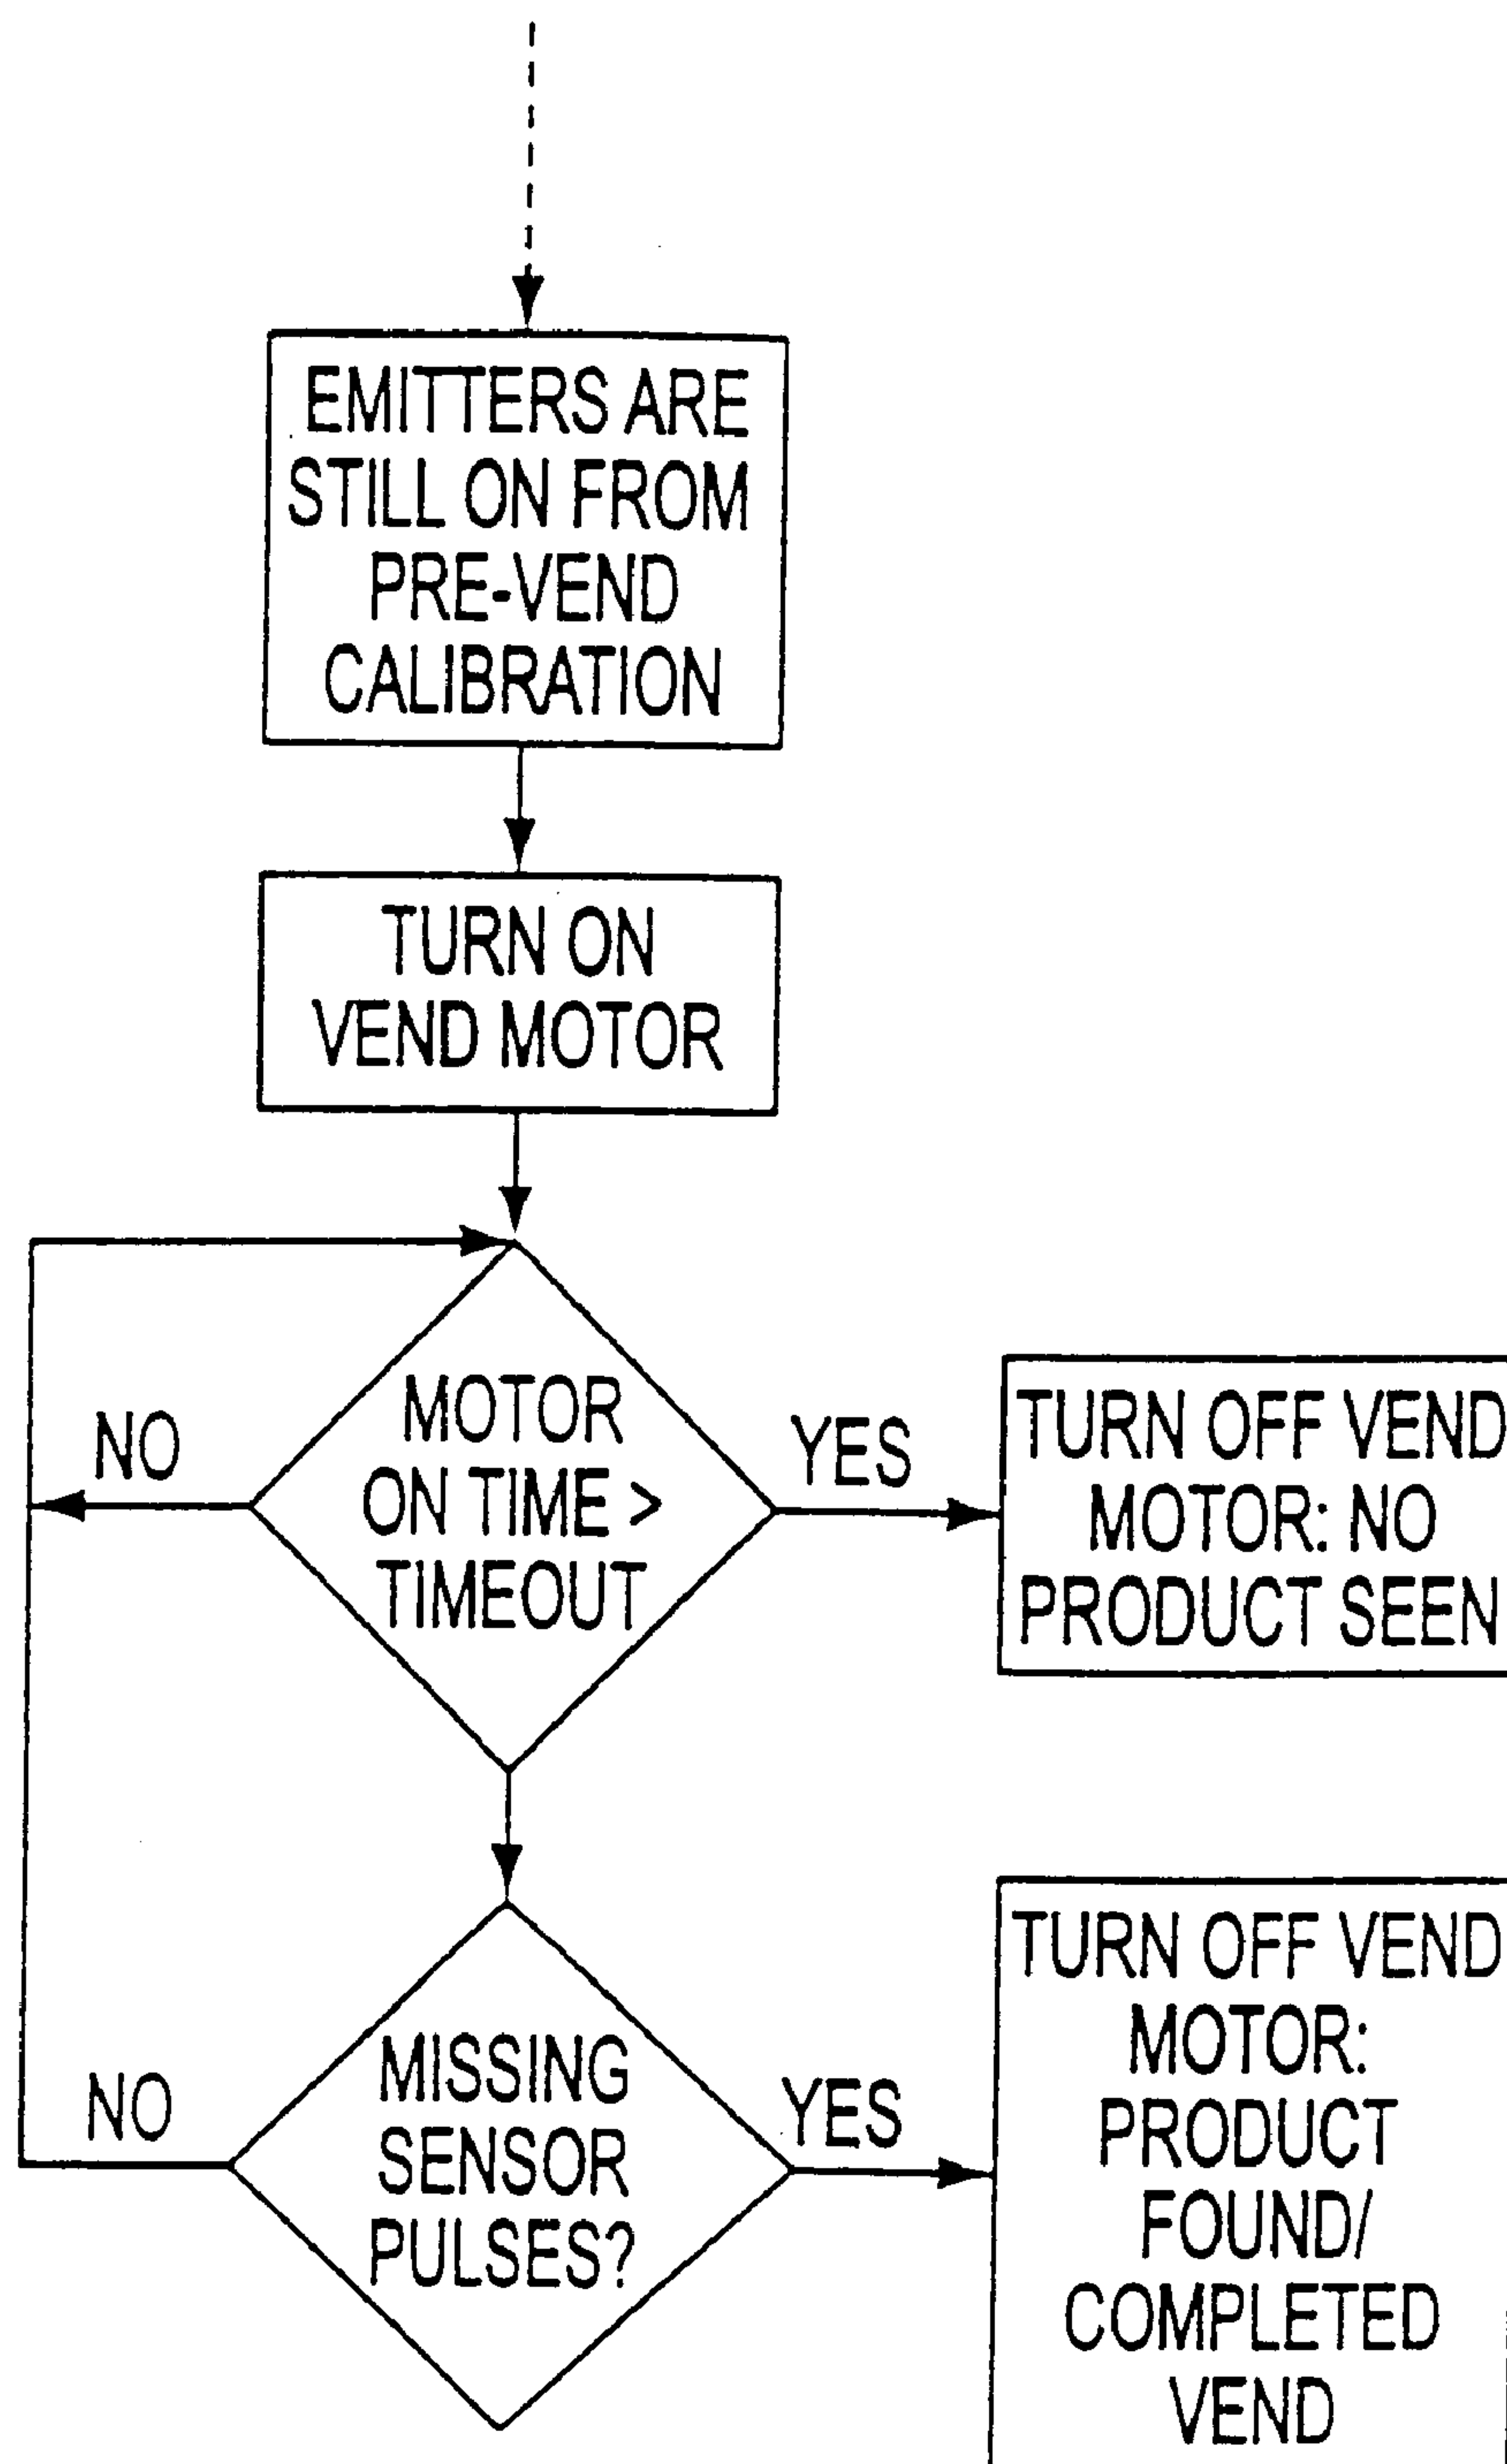 EMITTERS ARE
STILL ON FROM
PRE-VEND
CALIBRATION
TURN ON
VEND MOTOR
MOTOR
ON TIME >
TIMEOUT
NO
YES
TURN OFF VEND
MOTOR: NO
PRODUCT SEEN
MISSING
SENSOR
PULSES?
NO
YES
TURN OFF VEND
MOTOR:
PRODUCT
FOUND/
COMPLETED
VEND